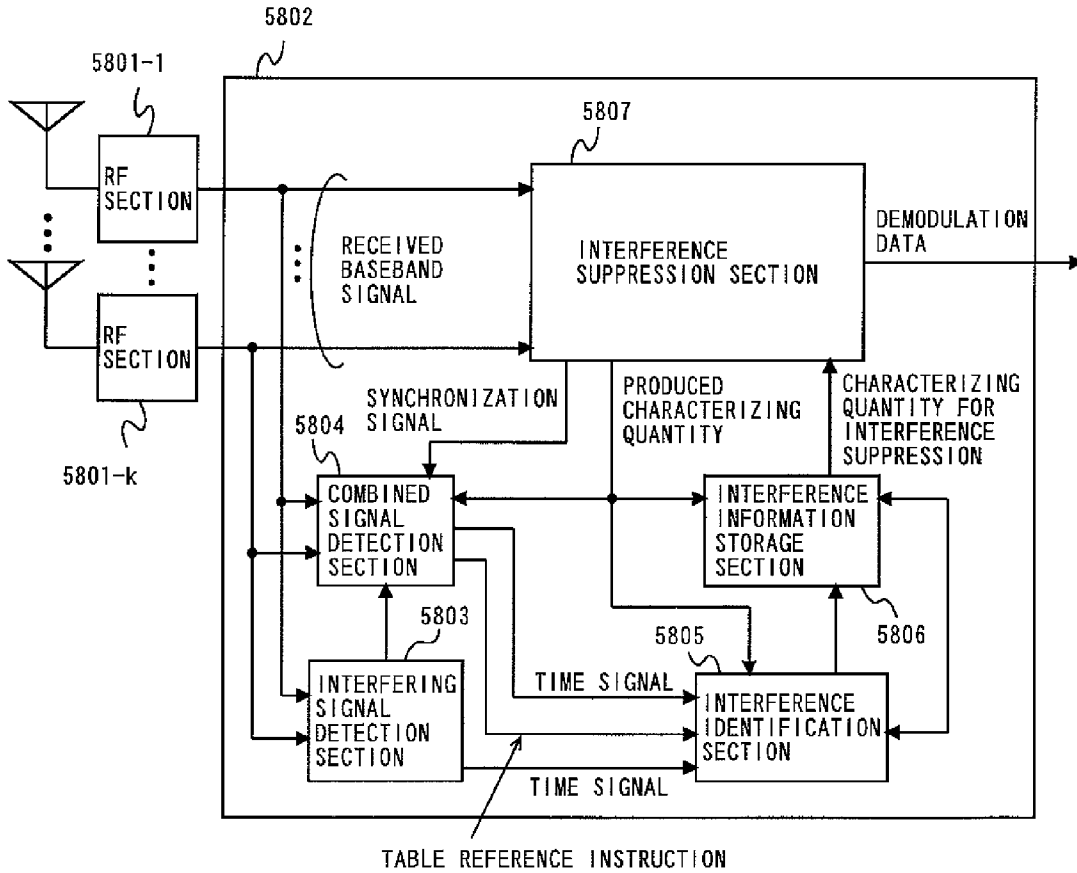 5802
5801-1
RF
SECTION
RF
SECTION
5801-k
RECEIVED
BASEBAND
SIGNAL
5807
INTERFERENCE
SUPPRESSION SECTION
DEMODULATION
DATA
SYNCHRONIZATION
SIGNAL
PRODUCED
CHARACTERIZING
QUANTITY
CHARACTERIZING
QUANTITY FOR
INTERFERENCE
SUPPRESSION
5804
COMBINED
SIGNAL
DETECTION
SECTION
INTERFERENCE
INFORMATION
STORAGE
SECTION
5806
5803
INTERFERING
SIGNAL
DETECTION
SECTION
TIME SIGNAL
TIME SIGNAL
5805
INTERFERENCE
IDENTIFICATION
SECTION
TABLE REFERENCE INSTRUCTION